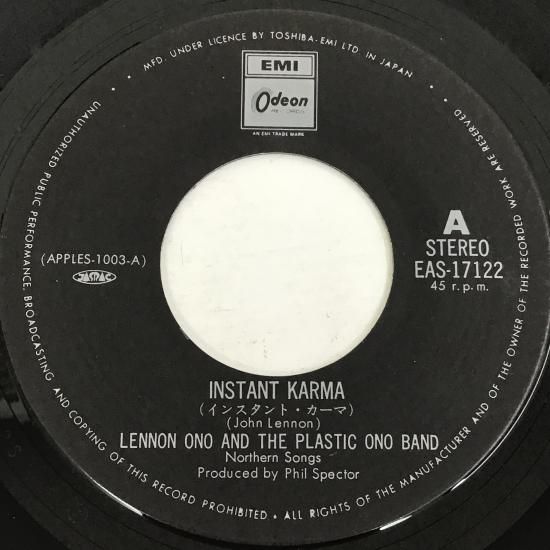 MFD. UNDER LICENCE BY TOSHIBA-EMI LTD. IN JAPAN
EMI
Odeon
RECORDS
AN EMI TRADE MARK
(APPLES-1003-A)
JASRAC
A
STEREO
EAS-17122
45 r.p.m.
INSTANT KARMA
(インスタント・カーマ)
(John Lennon)
LENNON ONO AND THE PLASTIC ONO BAND
Northern Songs
Produced by Phil Spector
UNAUTHORIZED PUBLIC PERFORMANCE, BROADCASTING AND COPYING OF THIS RECORD PROHIBITED • ALL RIGHTS OF THE MANUFACTURER AND OF THE OWNER OF THE RECORDED WORK ARE RESERVED